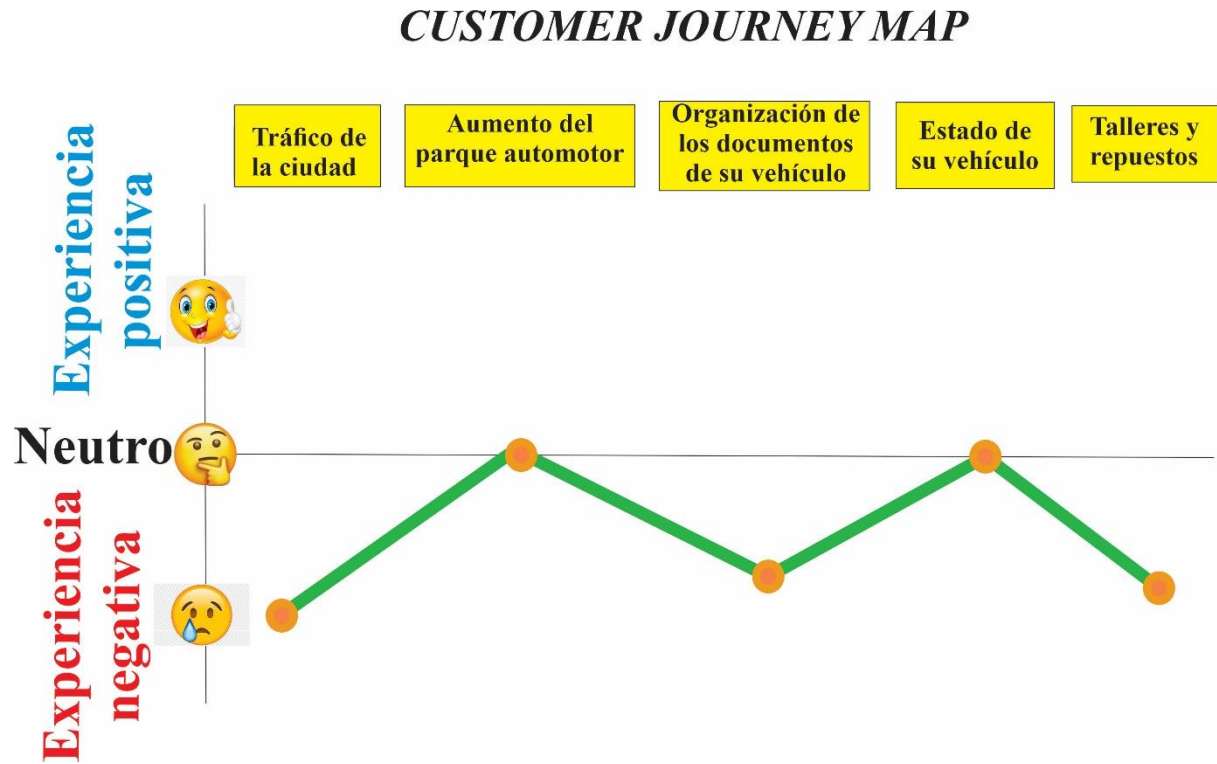 CUSTOMER JOURNEY MAP
Tráfico de
la ciudad
Aumento del
parque automotor
Organización de
los documentos
de su vehículo
Estado de
su vehículo
Talleres y
repuestos
Experiencia
positiva
Neutro
Experiencia
negativa